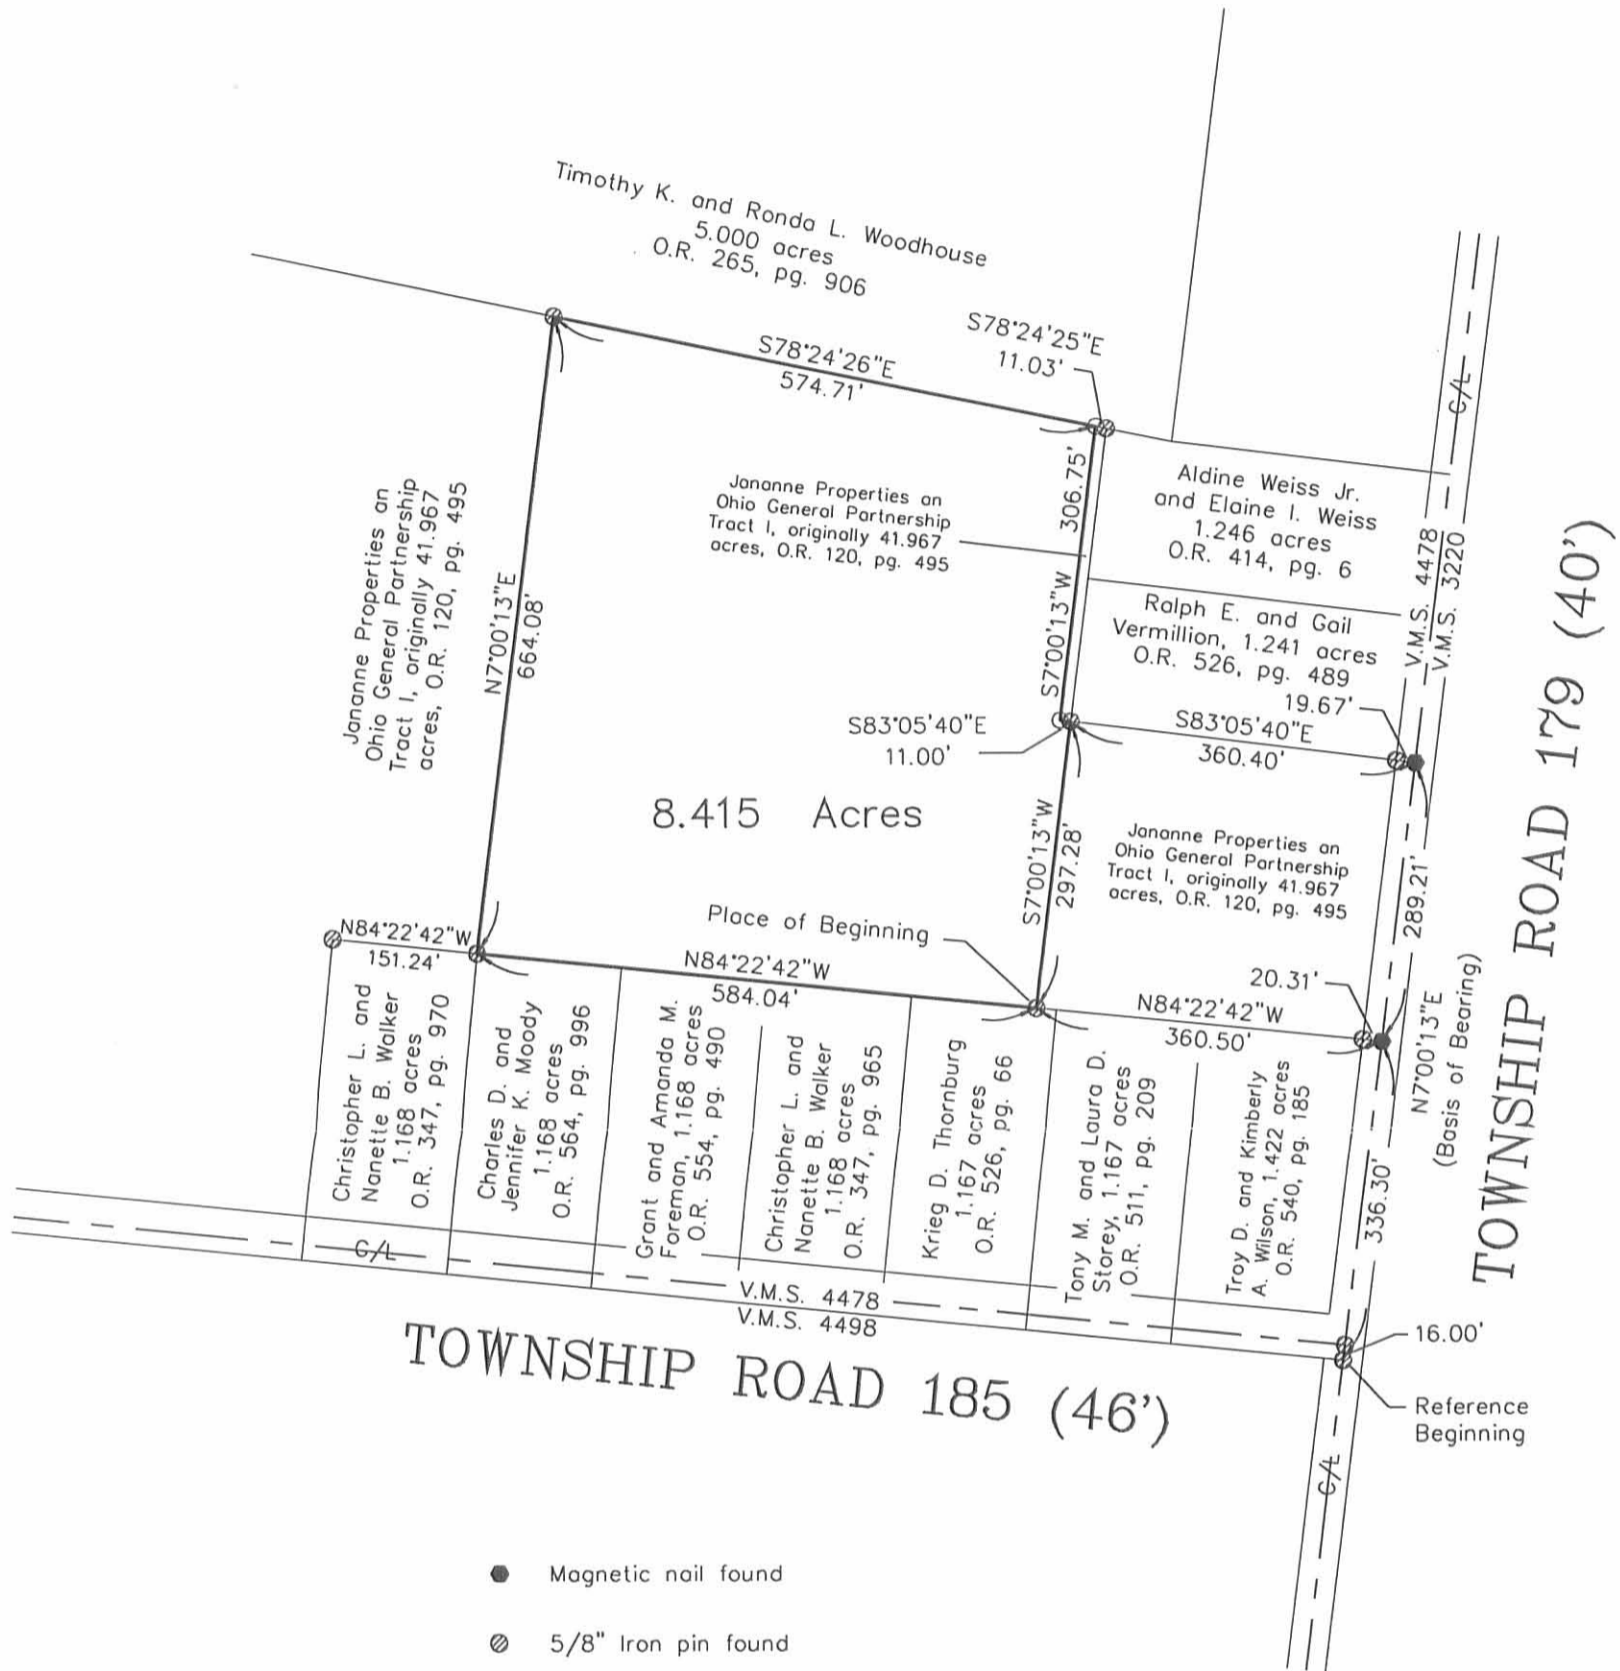 Timothy K. and Ronda L. Woodhouse
5.000 acres
O.R. 265, pg. 906
S78°24'25"E
11.03'
S78°24'26"E
574.71'
C/L
Aldine Weiss Jr.
and Elaine I. Weiss
1.246 acres
O.R. 414, pg. 6
306.75'
S7°00'13"W
Jananne Properties an
Ohio General Partnership
Tract I, originally 41.967
acres, O.R. 120, pg. 495
Jananne Properties an
Ohio General Partnership
Tract I, originally 41.967
acres, O.R. 120, pg. 495
N7°00'13"E
664.08'
V.M.S. 4478
V.M.S. 3220
Ralph E. and Gail
Vermillion, 1.241 acres
O.R. 526, pg. 489
19.67'
S83°05'40"E
360.40'
S83°05'40"E
11.00'
TOWNSHIP ROAD 179 (40')
8.415 Acres
S7°00'13"W
297.28'
Jananne Properties an
Ohio General Partnership
Tract I, originally 41.967
acres, O.R. 120, pg. 495
289.21'
Place of Beginning
N84°22'42"W
151.24'
N84°22'42"W
584.04'
20.31'
N84°22'42"W
360.50'
N7°00'13"E
(Basis of Bearing)
Christopher L. and
Nanette B. Walker
1.168 acres
O.R. 347, pg. 970
Charles D. and
Jennifer K. Moody
1.168 acres
O.R. 564, pg. 996
Grant and Amanda M.
Foreman, 1.168 acres
O.R. 554, pg. 490
Christopher L. and
Nanette B. Walker
1.168 acres
O.R. 347, pg. 965
Krieg D. Thornburg
1.167 acres
O.R. 526, pg. 66
Tony M. and Laura D.
Storey, 1.167 acres
O.R. 511, pg. 209
Troy D. and Kimberly
A. Wilson, 1.422 acres
O.R. 540, pg. 185
336.30'
C/L
V.M.S. 4478
V.M.S. 4498
TOWNSHIP ROAD 185 (46')
16.00'
Reference
Beginning
C/L
Magnetic nail found
5/8" Iron pin found